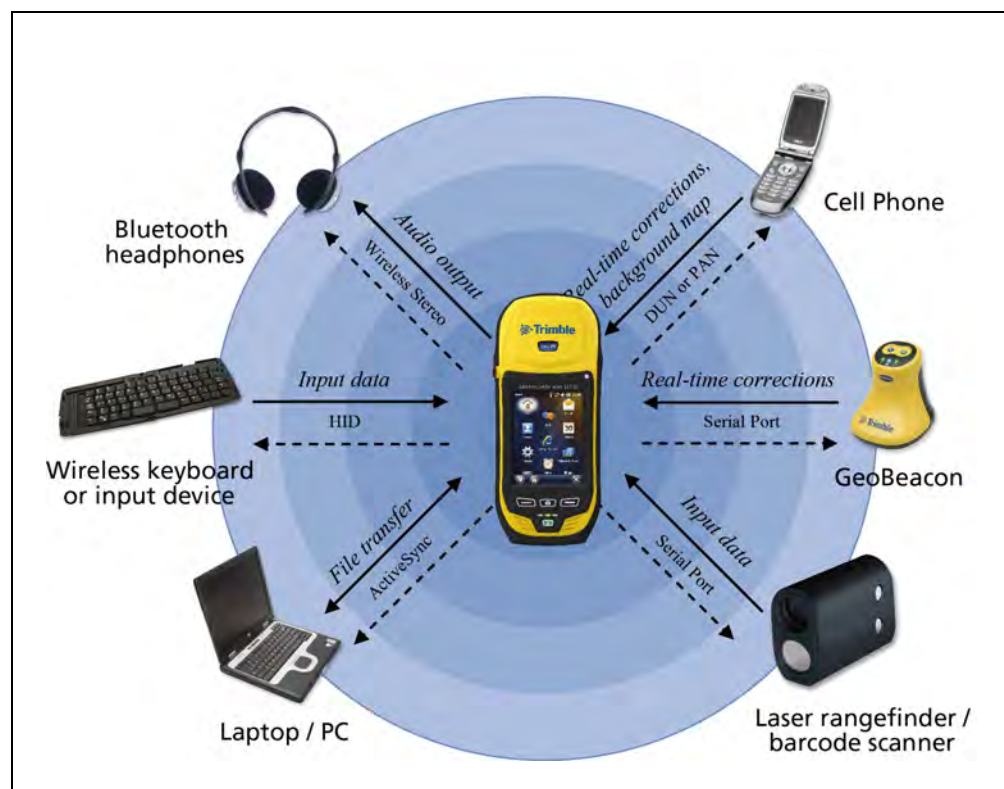 Bluetooth
headphones
Audio output
Wireless Stereo
Real-time corrections,
background map
DUN or PAN
Cell Phone
Trimble
Wireless keyboard
or input device
Input data
HID
Real-time corrections
Serial Port
Trimble
GeoBeacon
Laptop / PC
File transfer
ActiveSync
Input data
Serial Port
Laser rangefinder /
barcode scanner